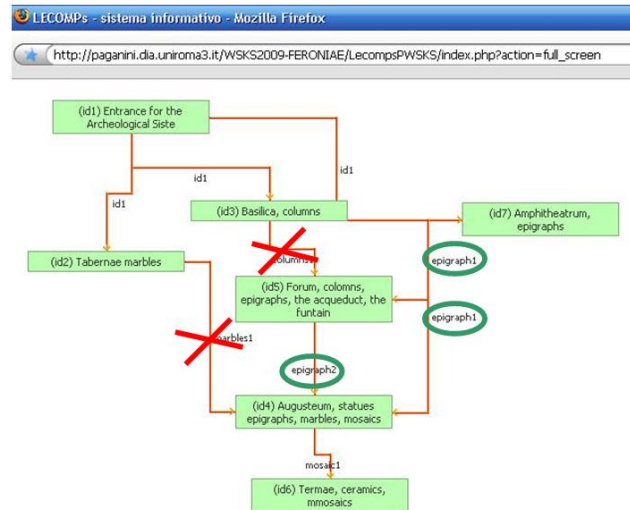 LECOMPs - sistema informativo - Mozilla Firefox
http://paganini.dia.uniroma3.it/WSKS2009-FERONIAE/LecompsPWSKS/index.php?action=full_screen
(id1) Entrance for the
Archeological Siste
id1
id1
id1
(id3) Basilica, columns
(id7) Amphitheatrum,
epigraphs
(id2) Tabernae marbles
columns1
epigraph1
(id5) Forum, colomns,
epigraphs, the acqueduct, the
funtain
epigraph1
marbles1
epigraph2
(id4) Augusteum, statues
epigraphs, marbles, mosaics
mosaic1
(id6) Termae, ceramics,
mmosaics